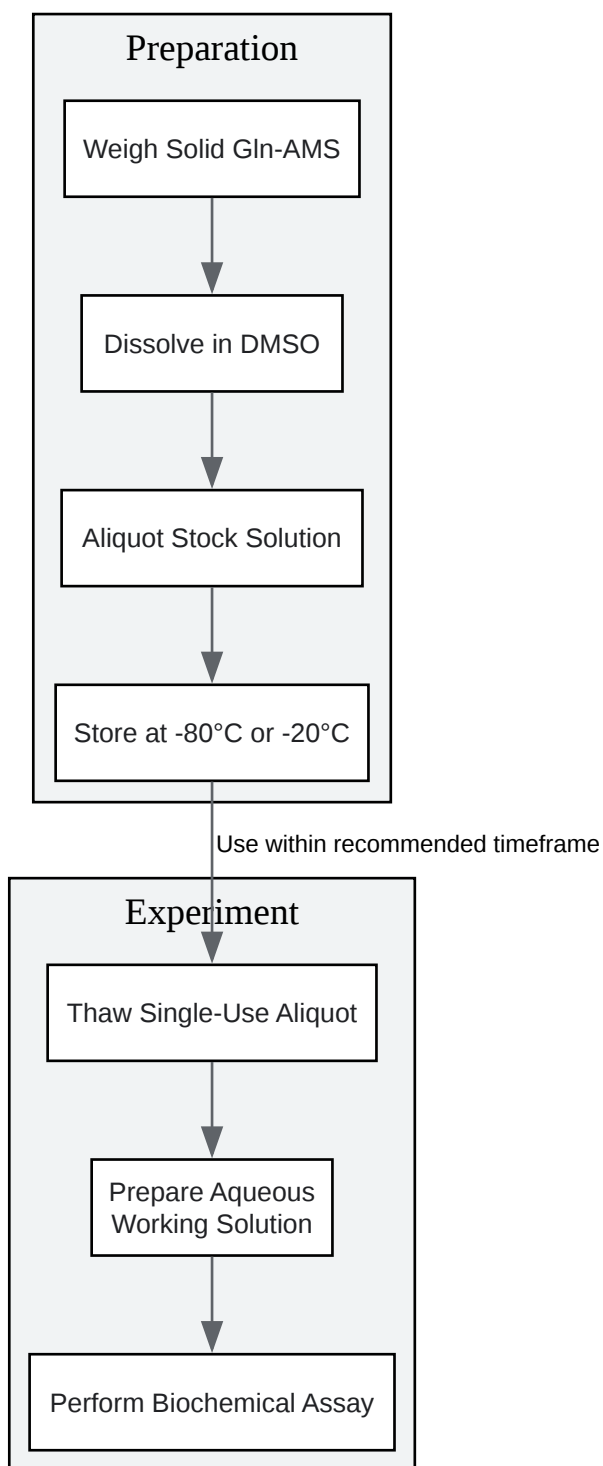 Preparation
Weigh Solid Gln-AMS
Dissolve in DMSO
Aliquot Stock Solution
Store at -80°C or -20°C
Use within recommended timeframe
Experiment
Thaw Single-Use Aliquot
Prepare Aqueous
Working Solution
Perform Biochemical Assay